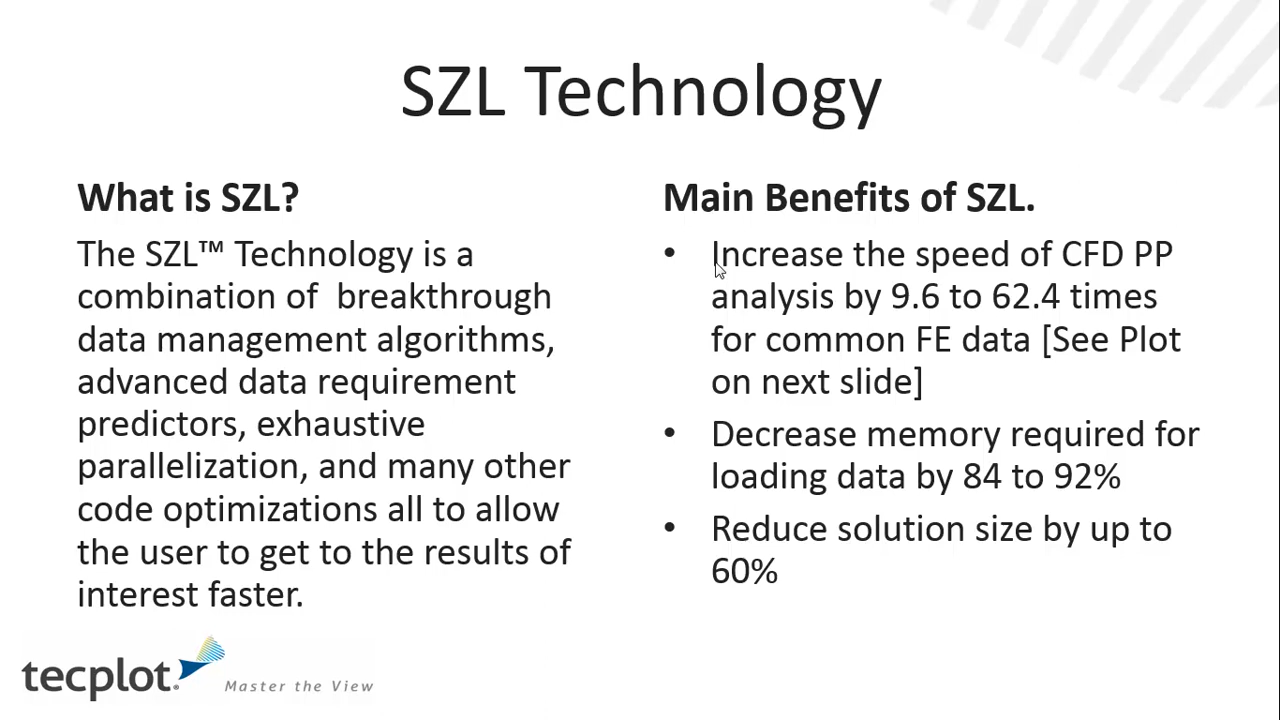 SZL Technology
What is SZL?
The SZL™ Technology is a
combination of  breakthrough
data management algorithms,
advanced data requirement
predictors, exhaustive
parallelization, and many other
code optimizations all to allow
the user to get to the results of
interest faster.
Main Benefits of SZL.
• Increase the speed of CFD PP
analysis by 9.6 to 62.4 times
for common FE data [See Plot
on next slide]
• Decrease memory required for
loading data by 84 to 92%
• Reduce solution size by up to
60%
tecplot®
Master the View